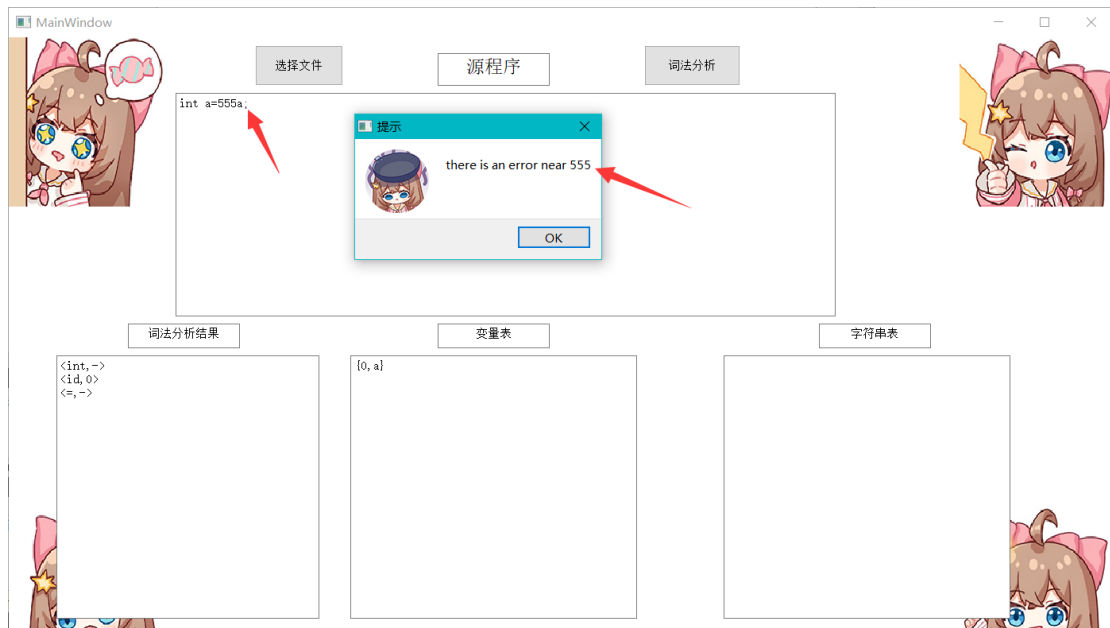 MainWindow
选择文件
源程序
词法分析
int a=555a;
提示
there is an error near 555
OK
词法分析结果
变量表
字符串表
<int,->
<id,0>
<=,->
{0,a}